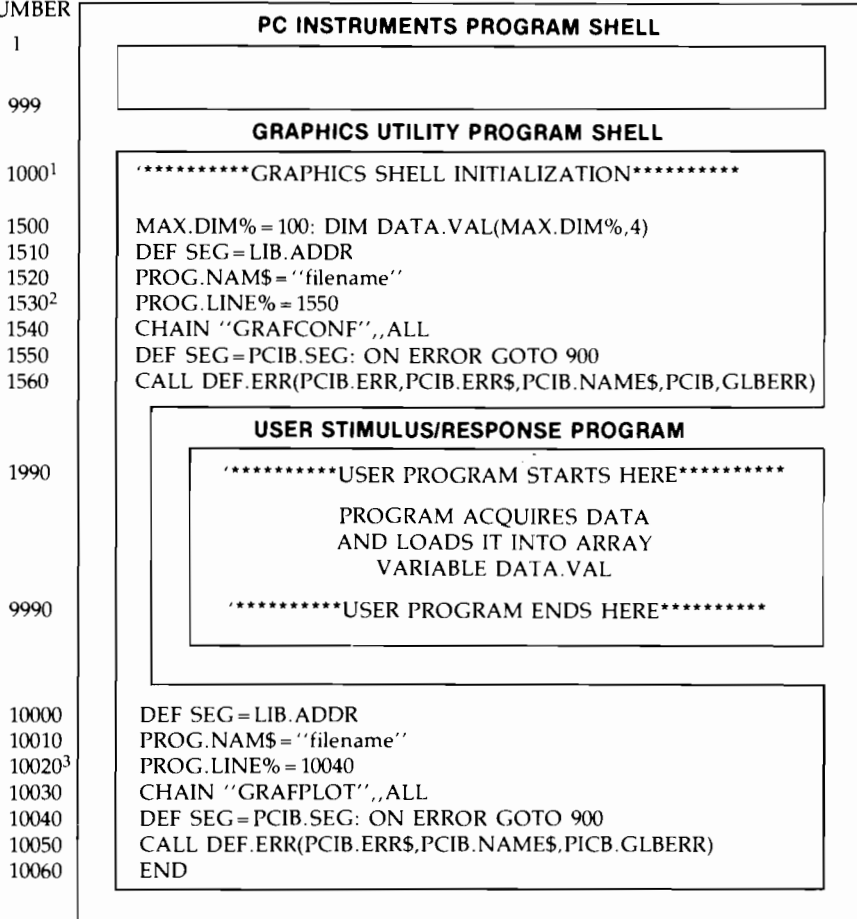 UMBER
PC INSTRUMENTS PROGRAM SHELL
1
999
GRAPHICS UTILITY PROGRAM SHELL
1000¹ '**********GRAPHICS SHELL INITIALIZATION**********
1500 MAX.DIM%=100: DIM DATA.VAL(MAX.DIM%,4)
1510 DEF SEG=LIB.ADDR
1520 PROG.NAM$=''filename''
1530² PROG.LINE%=1550
1540 CHAIN ''GRAFCONF'',,ALL
1550 DEF SEG=PCIB.SEG: ON ERROR GOTO 900
1560 CALL DEF.ERR(PCIB.ERR,PCIB.ERR$,PCIB.NAME$,PCIB,GLBERR)
USER STIMULUS/RESPONSE PROGRAM
1990 '**********USER PROGRAM STARTS HERE**********
PROGRAM ACQUIRES DATA
AND LOADS IT INTO ARRAY
VARIABLE DATA.VAL
9990 '**********USER PROGRAM ENDS HERE**********
10000 DEF SEG=LIB.ADDR
10010 PROG.NAM$=''filename''
10020³ PROG.LINE%=10040
10030 CHAIN ''GRAFPLOT'',,ALL
10040 DEF SEG=PCIB.SEG: ON ERROR GOTO 900
10050 CALL DEF.ERR(PCIB.ERR$,PCIB.NAME$,PICB.GLBERR)
10060 END